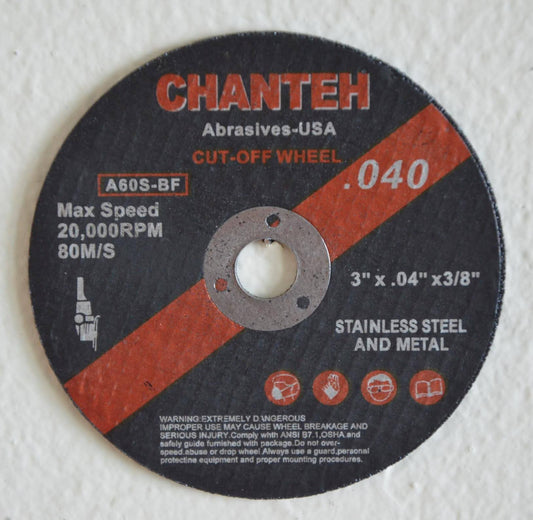 CHANTEH
Abrasives-USA
CUT-OFF WHEEL
.040
A60S-BF
Max Speed
20,000RPM
80M/S
3" x .04" x3/8"
STAINLESS STEEL
AND METAL
WARNING:EXTREMELY DANGEROUS
IMPROPER USE MAY CAUSE WHEEL BREAKAGE AND
SERIOUS INJURY.Comply with ANSI B7.1,OSHA.and
safely guide furnished with package.Do not over-
speed.abuse or drop wheel.Always use a guard,personal
protectine equipment and proper mounting procedures.